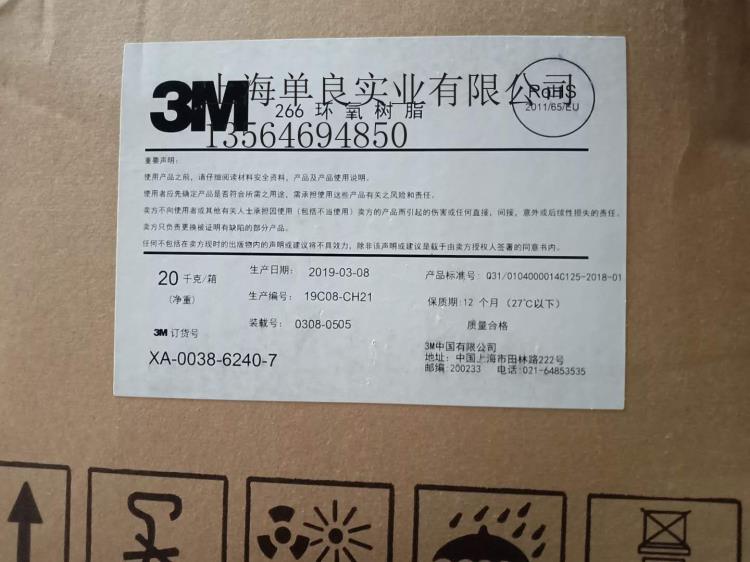 上海单良实业有限公司
3M
266 环氧树脂
RoHS
2011/65/EU
13564694850
重要声明:
使用产品之前, 请仔细阅读材料安全资料, 产品及产品使用说明。
使用者应先确定产品是否符合所需之用途, 需承担使用这些产品有关之风险和责任。
卖方不向使用者或其他有关人士承担因使用(包括不当使用)卖方的产品而引起的伤害或任何直接, 间接, 意外或后续性损失的责任。
卖方只负责更换被证明有缺陷的部分产品。
任何不包括在卖方现时的出版物内的声明或建议将不具效力, 除非该声明或建议是载于由卖方授权人签署的同意书内。
20 千克/箱
(净重)
生产日期: 2019-03-08
产品标准号: Q31/0104000014C125-2018-01
生产编号: 19C08-CH21
保质期:12 个月 (27℃以下)
装载号: 0308-0505
质量合格
3M 订货号
XA-0038-6240-7
3M中国有限公司
地址: 中国上海市田林路222号
邮编:200233 电话:021-64853535